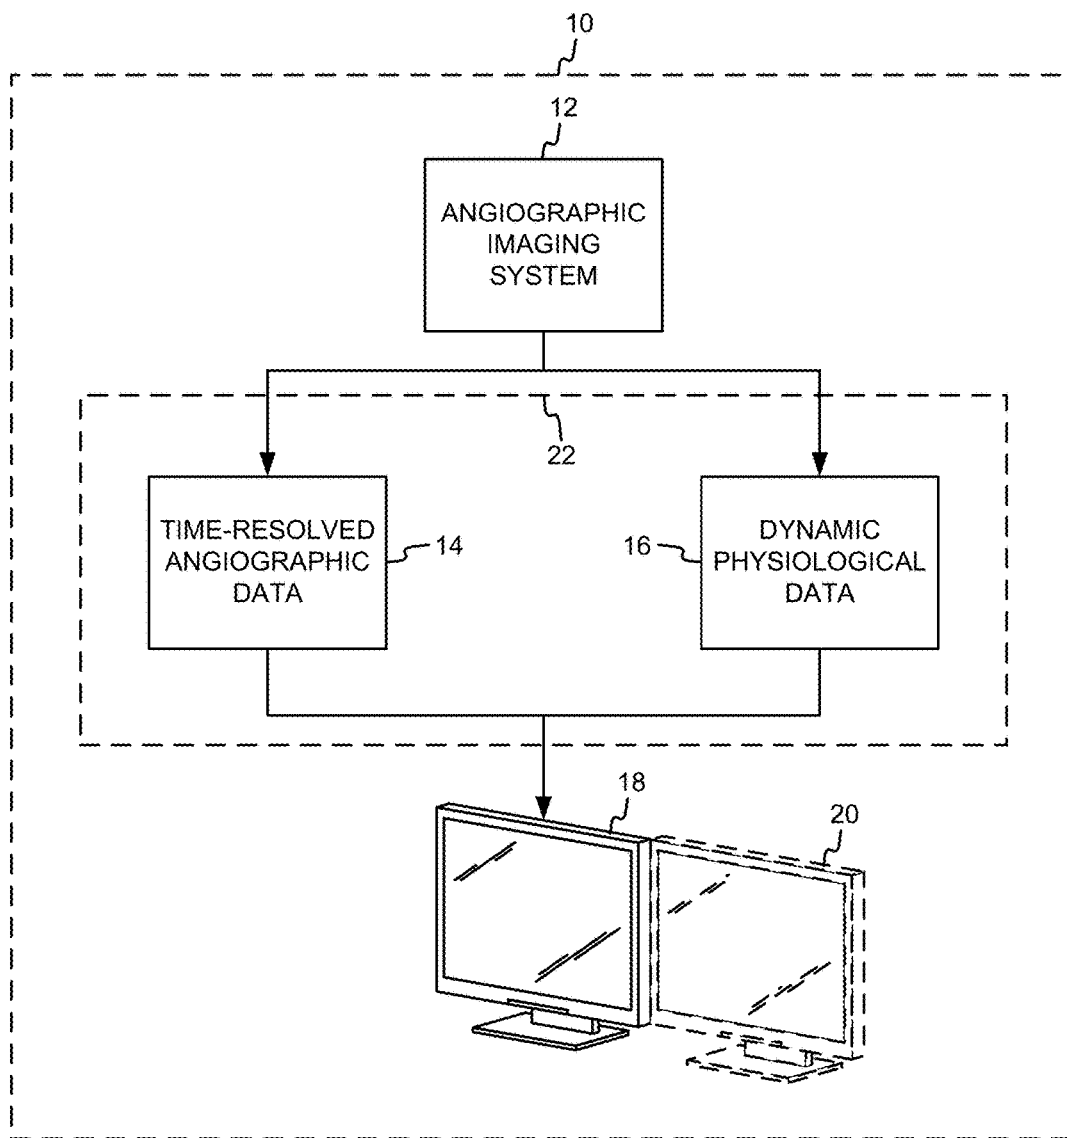 10
12
ANGIOGRAPHIC
IMAGING
SYSTEM
22
TIME-RESOLVED
ANGIOGRAPHIC
DATA
14
16
DYNAMIC
PHYSIOLOGICAL
DATA
18
20